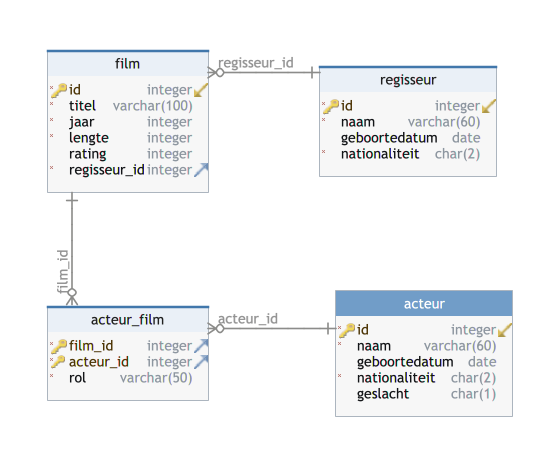 film
id integer
titel varchar(100)
jaar integer
lengte integer
rating integer
regisseur_id integer
regisseur_id
regisseur
id integer
naam varchar(60)
geboortedatum date
nationaliteit char(2)
film_id
acteur_film
film_id integer
acteur_id integer
rol varchar(50)
acteur_id
acteur
id integer
naam varchar(60)
geboortedatum date
nationaliteit char(2)
geslacht char(1)